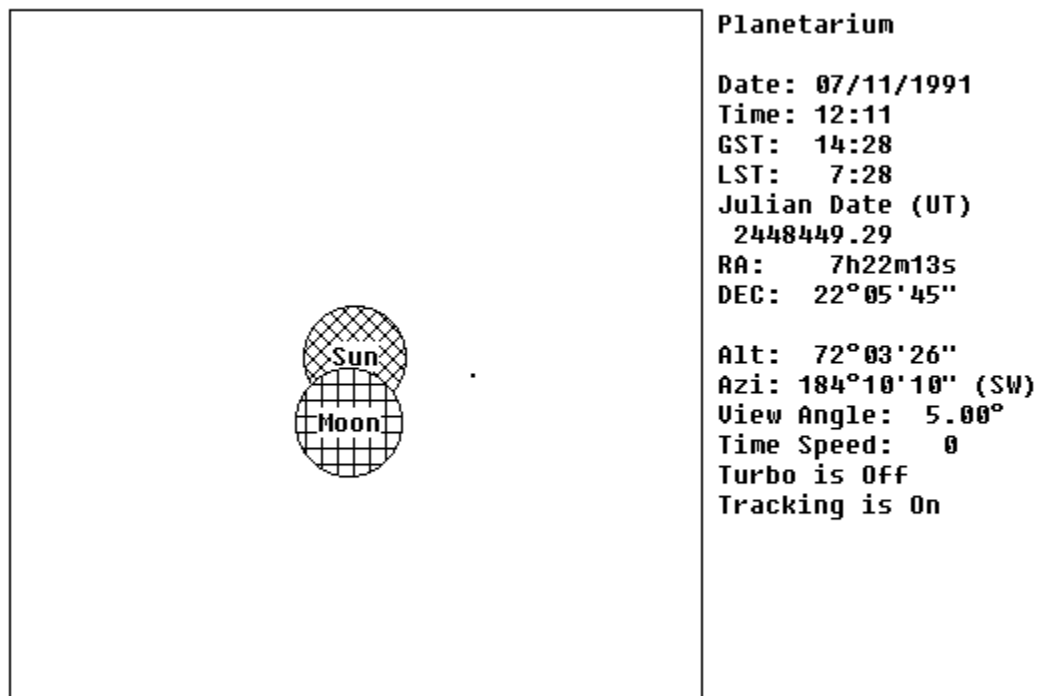 Planetarium
Date: 07/11/1991
Time: 12:11
GST: 14:28
LST: 7:28
Julian Date (UT)
2448449.29
RA: 7h22m13s
DEC: 22°05'45"
Alt: 72°03'26"
Azi: 184°10'10" (SW)
View Angle: 5.00°
Time Speed: 0
Turbo is Off
Tracking is On
Sun
Moon